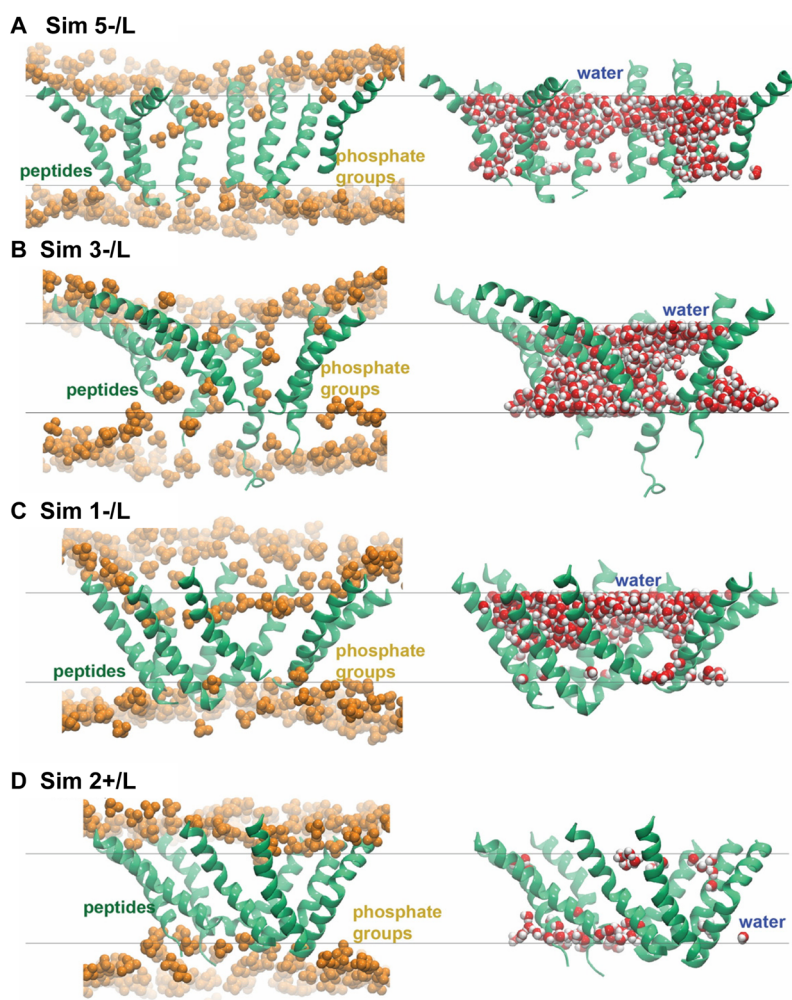 A Sim 5-/L
water
peptides
phosphate
groups
B Sim 3-/L
water
peptides
phosphate
groups
C Sim 1-/L
water
peptides
phosphate
groups
D Sim 2+/L
water
peptides
phosphate
groups